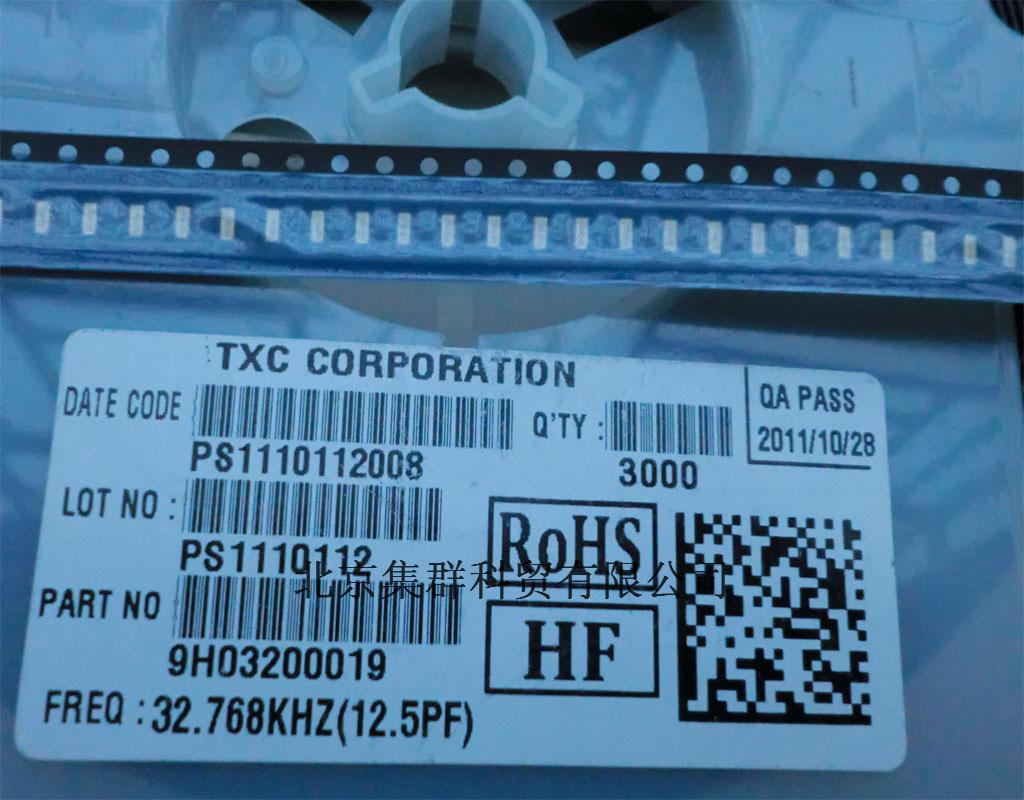 TXC CORPORATION
DATE CODE
PS1110112008
Q'TY :
3000
QA PASS
2011/10/28
LOT NO :
PS1110112
RoHS
北京集群科贸有限公司
PART NO
9H03200019
HF
FREQ : 32.768KHZ(12.5PF)